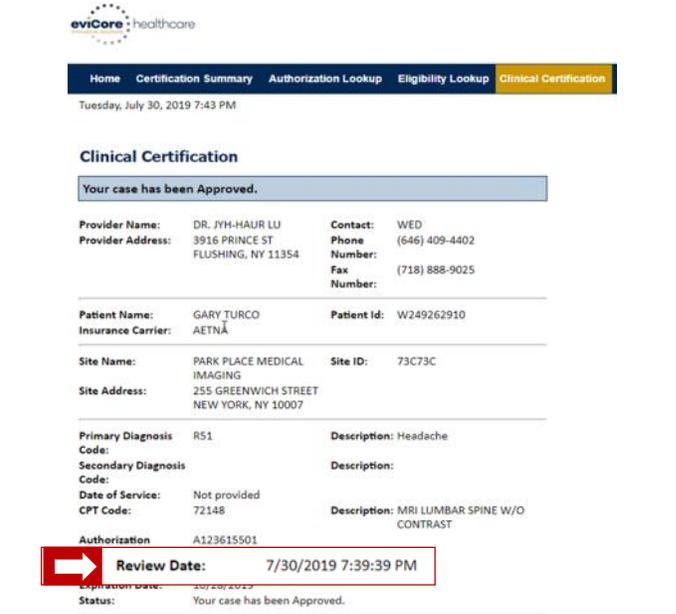 eviCore healthcare
Home Certification Summary Authorization Lookup Eligibility Lookup Clinical Certification
Tuesday, July 30, 2019 7:43 PM
Clinical Certification
Your case has been Approved.
Provider Name: DR. JYH-HAUR LU Contact: WED
Provider Address: 3916 PRINCE ST Phone (646) 409-4402
FLUSHING, NY 11354 Number:
Fax (718) 888-9025
Number:
Patient Name: GARY TURCO Patient Id: W249262910
Insurance Carrier: AETNA
Site Name: PARK PLACE MEDICAL Site ID: 73C73C
IMAGING
Site Address: 255 GREENWICH STREET
NEW YORK, NY 10007
Primary Diagnosis R51 Description: Headache
Code:
Secondary Diagnosis Description:
Code:
Date of Service: Not provided
CPT Code: 72148 Description: MRI LUMBAR SPINE W/O
CONTRAST
Authorization A123615501
Review Date: 7/30/2019 7:39:39 PM
Expiration Date: 10/28/2019
Status: Your case has been Approved.